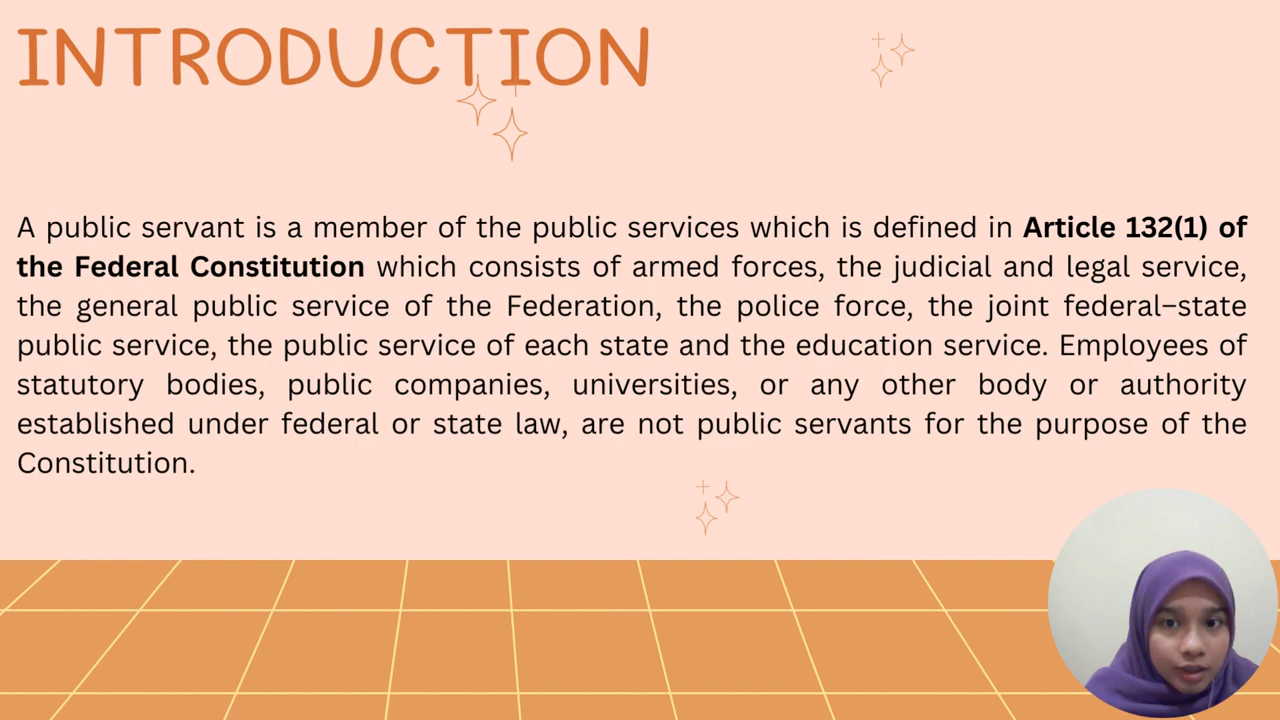 INTRODUCTION
A public servant is a member of the public services which is defined in Article 132(1) of
the Federal Constitution which consists of armed forces, the judicial and legal service,
the general public service of the Federation, the police force, the joint federal–state
public service, the public service of each state and the education service. Employees of
statutory bodies, public companies, universities, or any other body or authority
established under federal or state law, are not public servants for the purpose of the
Constitution.